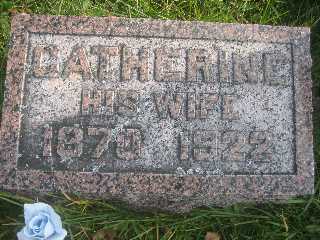 CATHERINE
HIS WIFE
1870 1922